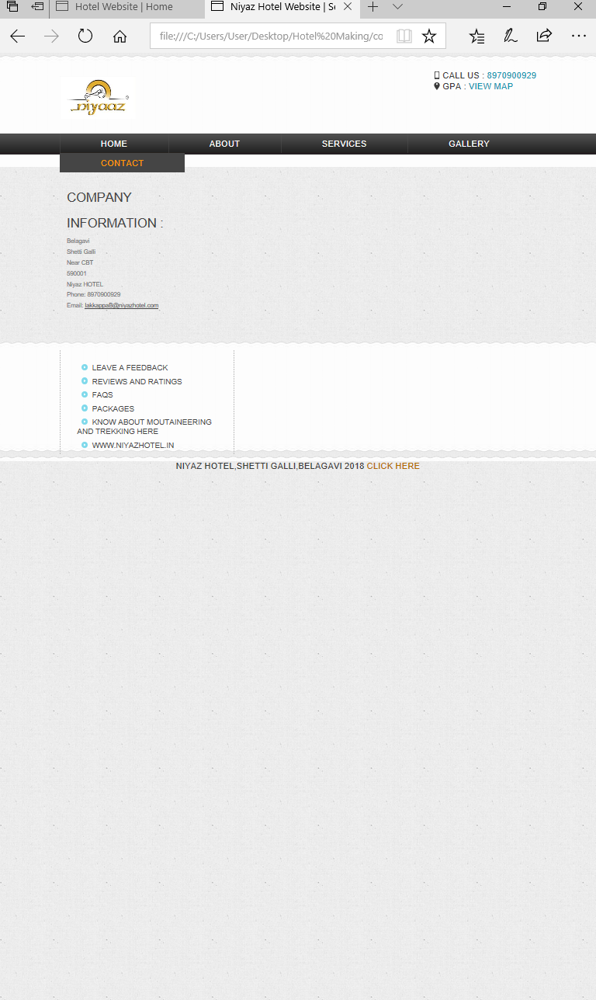 Hotel Website | Home
Niyaz Hotel Website | Se
file:///C:/Users/User/Desktop/Hotel%20Making/co
niyaaz ®
CALL US : 8970900929
GPA : VIEW MAP
HOME ABOUT SERVICES GALLERY
CONTACT
COMPANY
INFORMATION :
Belagavi
Shetti Galli
Near CBT
590001
Niyaz HOTEL
Phone: 8970900929
Email: lakkappaB@niyazhotel.com
LEAVE A FEEDBACK
REVIEWS AND RATINGS
FAQS
PACKAGES
KNOW ABOUT MOUTAINEERING
AND TREKKING HERE
WWW.NIYAZHOTEL.IN
NIYAZ HOTEL,SHETTI GALLI,BELAGAVI 2018 CLICK HERE